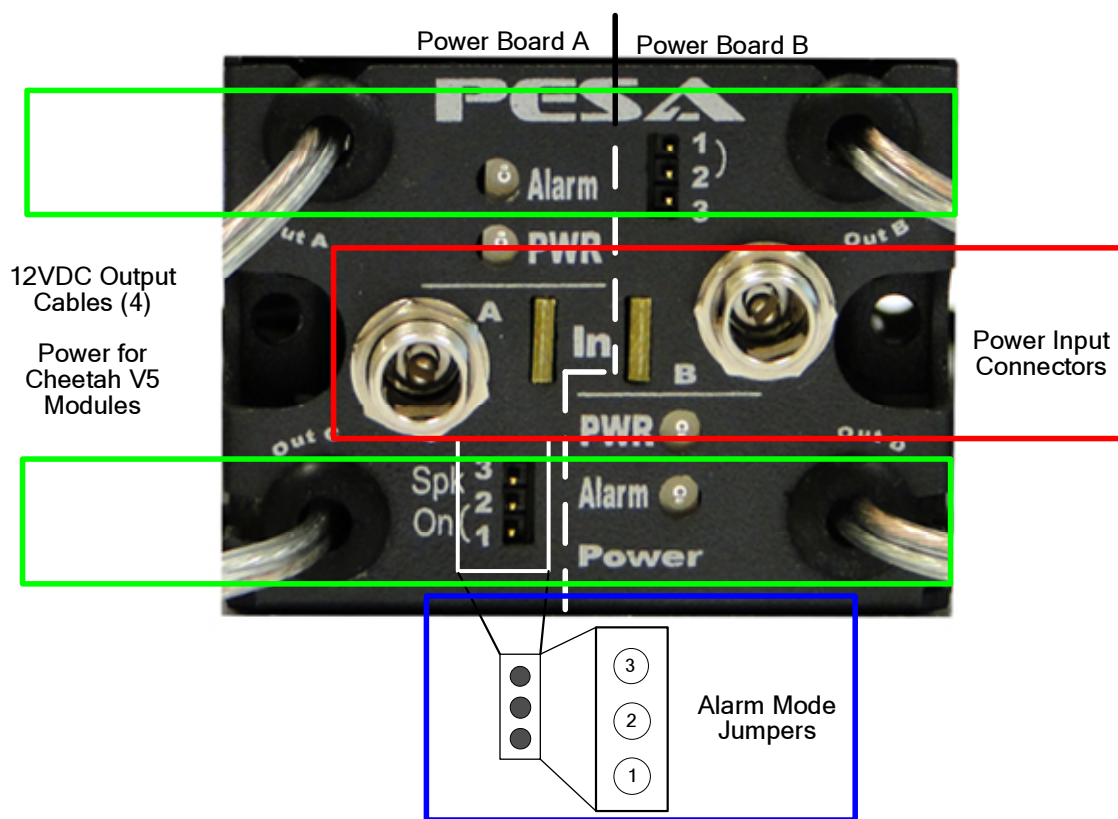 Power Board A
Power Board B
PESA
Alarm
1
2
3
PWR
Out A
Out B
12VDC Output
Cables (4)
Power for
Cheetah V5
Modules
A
In
B
Power Input
Connectors
PWR
Out C
Out D
Spk
On
3
2
1
Alarm
Power
3
2
1
Alarm Mode
Jumpers